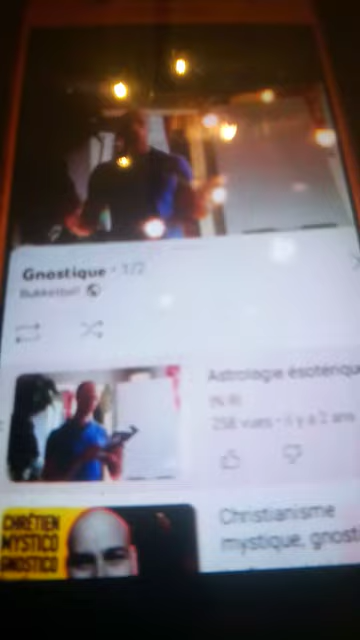 Gnostique · 1/2
Astrologie ésotérique
258 vues · il y a 2 ans
CHRÉTIEN
MYSTICO
GNOSTICO
Christianisme
mystique, gnost